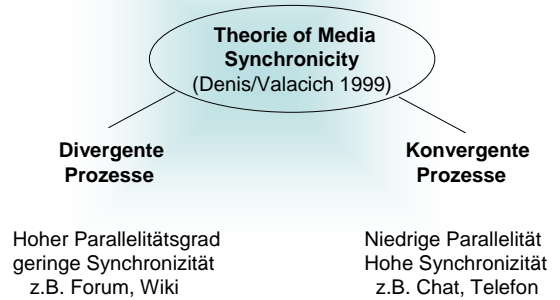 Theorie of Media
Synchronicity
(Denis/Valacich 1999)
Divergente
Prozesse
Konvergente
Prozesse
Hoher Parallelitätsgrad
geringe Synchronizität
z.B. Forum, Wiki
Niedrige Parallelität
Hohe Synchronizität
z.B. Chat, Telefon